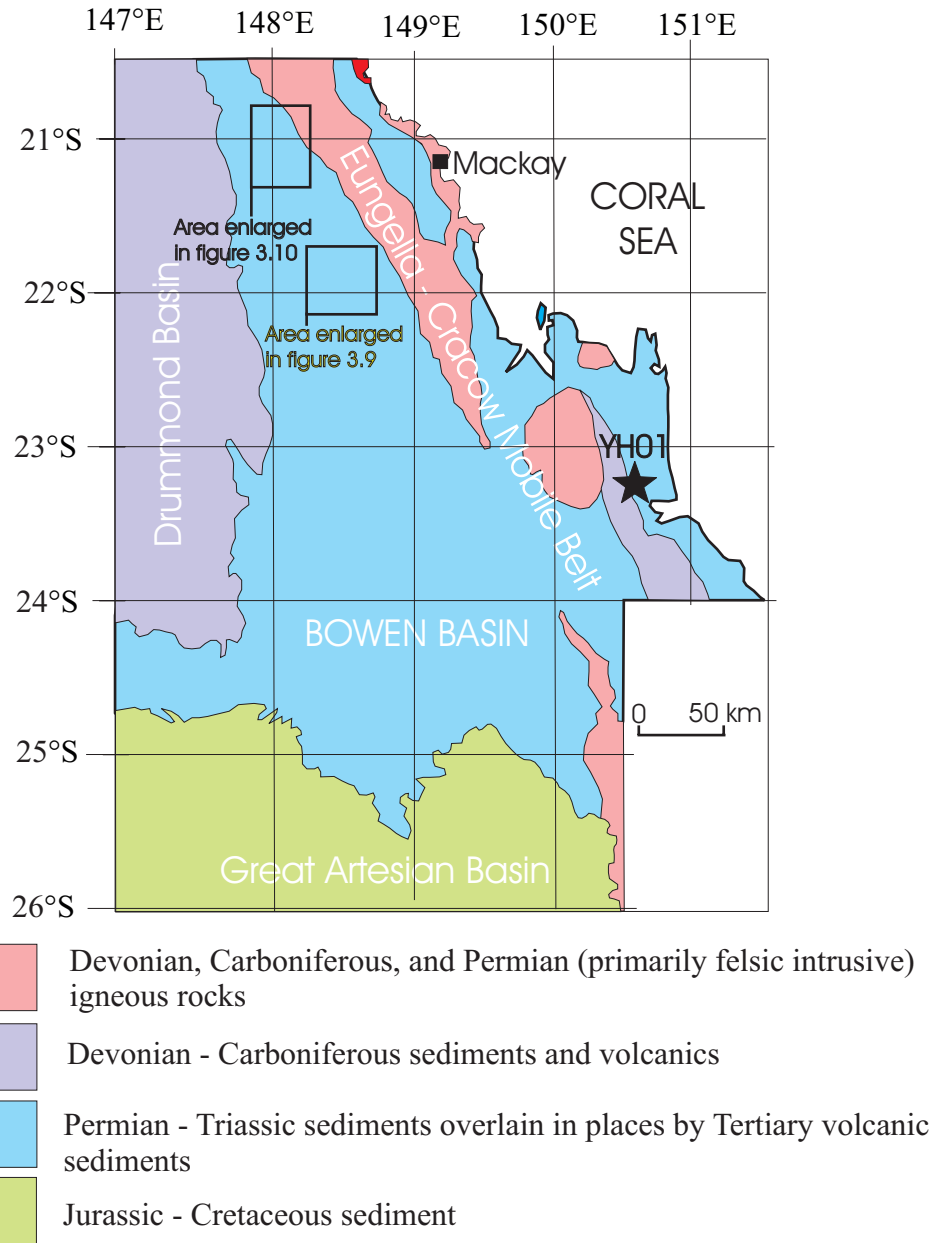 147°E 148°E 149°E 150°E 151°E
21°S
Mackay
CORAL
SEA
Area enlarged
in figure 3.10
22°S
Area enlarged
in figure 3.9
Drummond Basin
Eungella - Cracow Mobile Belt
23°S
YH01
24°S
BOWEN BASIN
0 50 km
25°S
Great Artesian Basin
26°S
Devonian, Carboniferous, and Permian (primarily felsic intrusive)
igneous rocks
Devonian - Carboniferous sediments and volcanics
Permian - Triassic sediments overlain in places by Tertiary volcanic
sediments
Jurassic - Cretaceous sediment